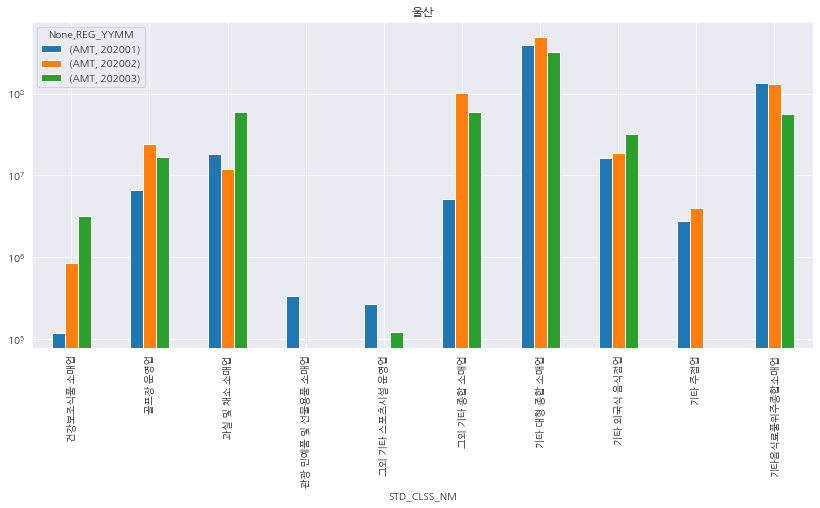 울산
None,REG_YYMM
(AMT, 202001)
(AMT, 202002)
(AMT, 202003)
10⁸
10⁷
10⁶
10⁵
건강보조식품 소매업
골프장 운영업
과실 및 채소 소매업
관광 민예품 및 선물용품 소매업
그외 기타 스포츠시설 운영업
그외 기타 종합 소매업
기타 대형 종합 소매업
기타 외국식 음식점업
기타 주점업
기타음식료품위주종합소매업
STD_CLSS_NM